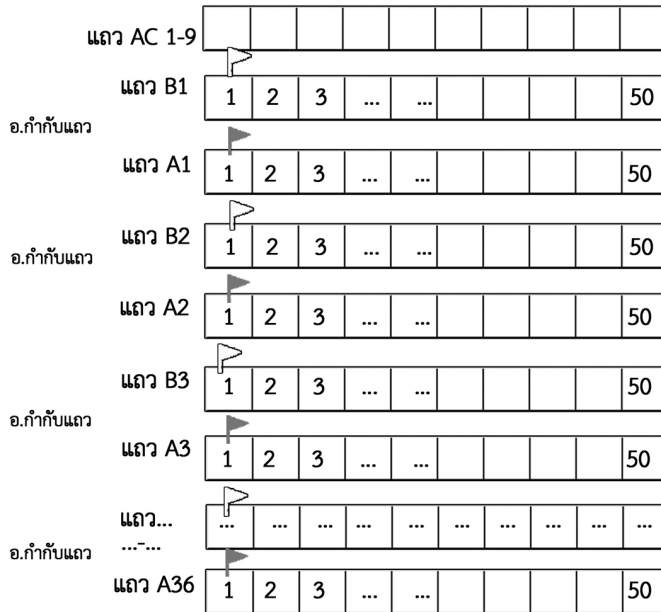 แถว AC 1-9
แถว B1 1 2 3 ... ... 50
อ.กำกับแถว
แถว A1 1 2 3 ... ... 50
แถว B2 1 2 3 ... ... 50
อ.กำกับแถว
แถว A2 1 2 3 ... ... 50
แถว B3 1 2 3 ... ... 50
อ.กำกับแถว
แถว A3 1 2 3 ... ... 50
แถว... ... ... ... ... ... ... ... ... ... ...
...-...
อ.กำกับแถว
แถว A36 1 2 3 ... ... 50